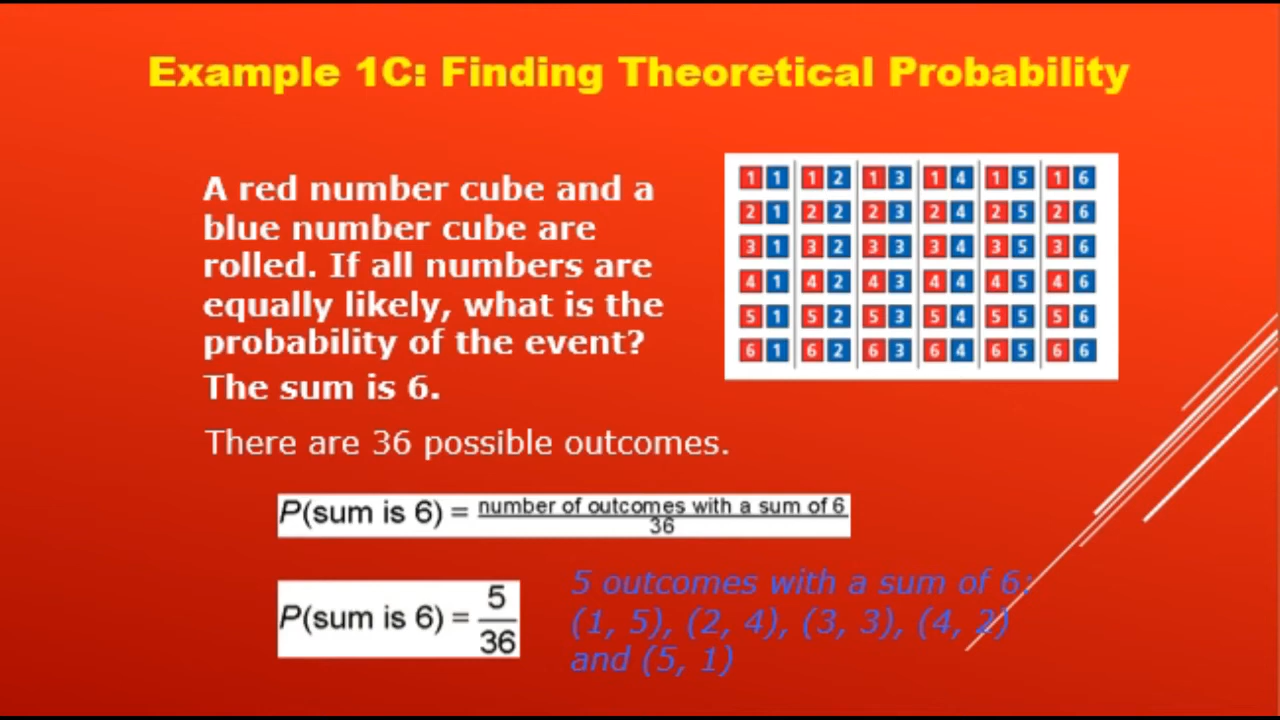 Example 1C: Finding Theoretical Probability
A red number cube and a
blue number cube are
rolled. If all numbers are
equally likely, what is the
probability of the event?
The sum is 6.
1 1 1 2 1 3 1 4 1 5 1 6
2 1 2 2 2 3 2 4 2 5 2 6
3 1 3 2 3 3 3 4 3 5 3 6
4 1 4 2 4 3 4 4 4 5 4 6
5 1 5 2 5 3 5 4 5 5 5 6
6 1 6 2 6 3 6 4 6 5 6 6
There are 36 possible outcomes.
P(sum is 6) = number of outcomes with a sum of 6
36
P(sum is 6) = 5
36
5 outcomes with a sum of 6:
(1, 5), (2, 4), (3, 3), (4, 2)
and (5, 1)